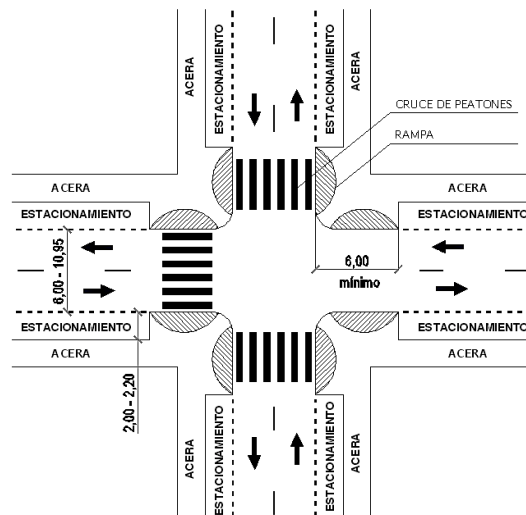 ACERA
ESTACIONAMIENTO
ESTACIONAMIENTO
ACERA
CRUCE DE PEATONES
RAMPA
ACERA
ACERA
ESTACIONAMIENTO
ESTACIONAMIENTO
6,00 - 10,95
6,00
mínimo
ESTACIONAMIENTO
ESTACIONAMIENTO
ACERA
ACERA
2,00 - 2,20
ACERA
ESTACIONAMIENTO
ESTACIONAMIENTO
ACERA